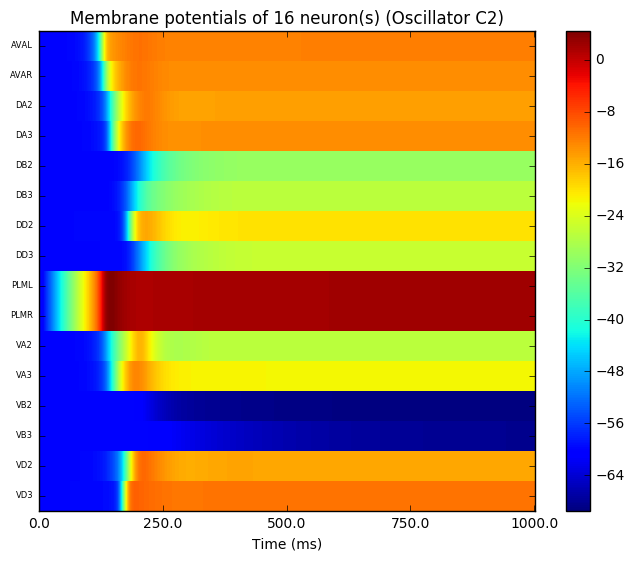 Membrane potentials of 16 neuron(s) (Oscillator C2)
AVAL
AVAR
DA2
DA3
DB2
DB3
DD2
DD3
PLML
PLMR
VA2
VA3
VB2
VB3
VD2
VD3
0.0 250.0 500.0 750.0 1000.0
Time (ms)
0
−8
−16
−24
−32
−40
−48
−56
−64